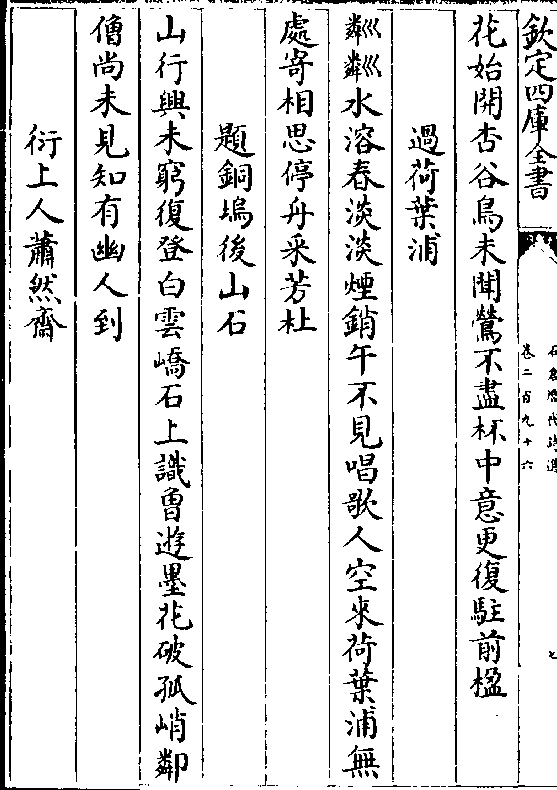 欽定四庫全書
石倉歷代詩選
卷二百九十六
七
花始開杏谷鳥未聞鶯不盡杯中意更復駐前楹
過荷葉浦
粼粼水溶春淡淡煙銷午不見唱歌人空來荷葉浦無
處寄相思停舟采芳杜
題銅塢後山石
山行興未窮復登白雲嶠石上識曾遊墨花破孤峭鄰
僧尚未見知有幽人到
衍上人蕭然齋